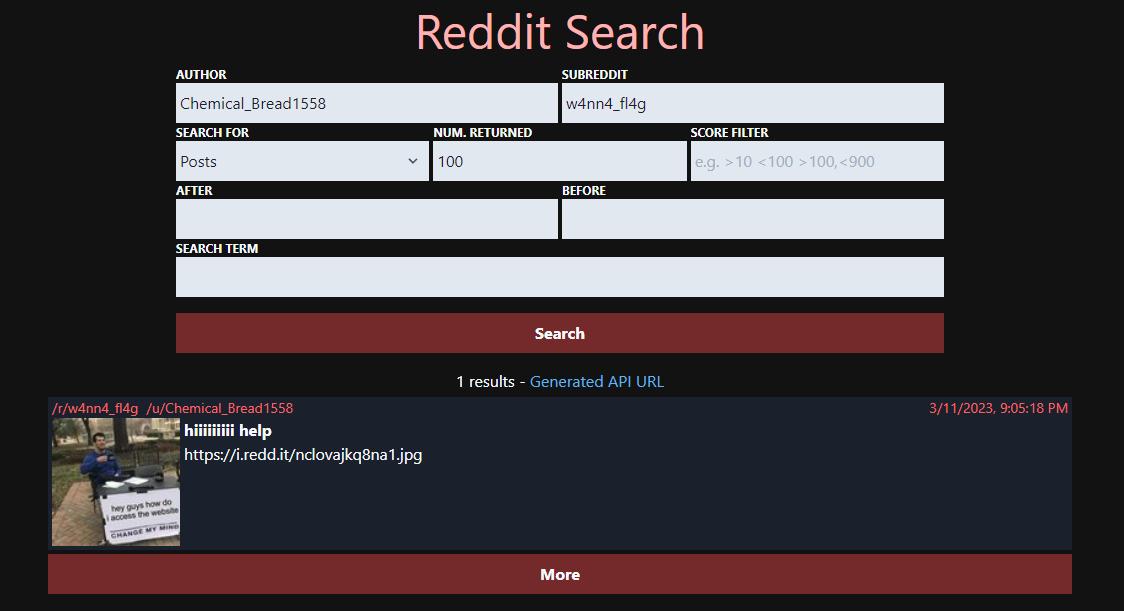 Reddit Search
AUTHOR
SUBREDDIT
Chemical_Bread1558
w4nn4_fl4g
SEARCH FOR
NUM. RETURNED
SCORE FILTER
Posts
100
e.g. >10 <100 >100,<900
AFTER
BEFORE
SEARCH TERM
Search
1 results - Generated API URL
/r/w4nn4_fl4g /u/Chemical_Bread1558
3/11/2023, 9:05:18 PM
hiiiiiiiii help
https://i.redd.it/nclovajkq8na1.jpg
hey guys how do
i access the website
CHANGE MY MIND
More